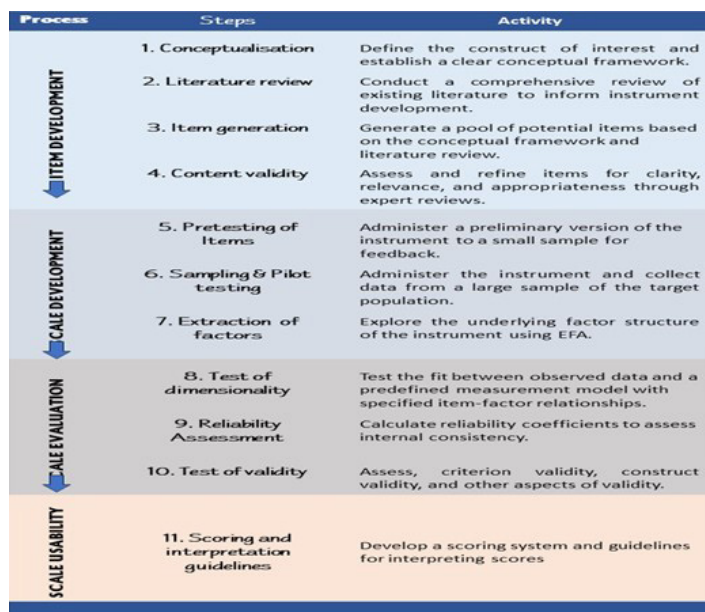 Process Steps Activity
ITEM DEVELOPMENT
1. Conceptualisation
Define the construct of interest and
establish a clear conceptual framework.
2. Literature review
Conduct a comprehensive review of
existing literature to inform instrument
development.
3. Item generation
Generate a pool of potential items based
on the conceptual framework and
literature review.
4. Content validity
Assess and refine items for clarity,
relevance, and appropriateness through
expert reviews.
CALE DEVELOPMENT
5. Pretesting of
Items
Administer a preliminary version of the
instrument to a small sample for
feedback.
6. Sampling & Pilot
testing
Administer the instrument and collect
data from a large sample of the target
population.
7. Extraction of
factors
Explore the underlying factor structure
of the instrument using EFA.
CALE EVALUATION
8. Test of
dimensionality
Test the fit between observed data and a
predefined measurement model with
specified item-factor relationships.
9. Reliability
Assessment
Calculate reliability coefficients to assess
internal consistency.
10. Test of validity
Assess, criterion validity, construct
validity, and other aspects of validity.
SCALE USABILITY
11. Scoring and
interpretation
guidelines
Develop a scoring system and guidelines
for interpreting scores